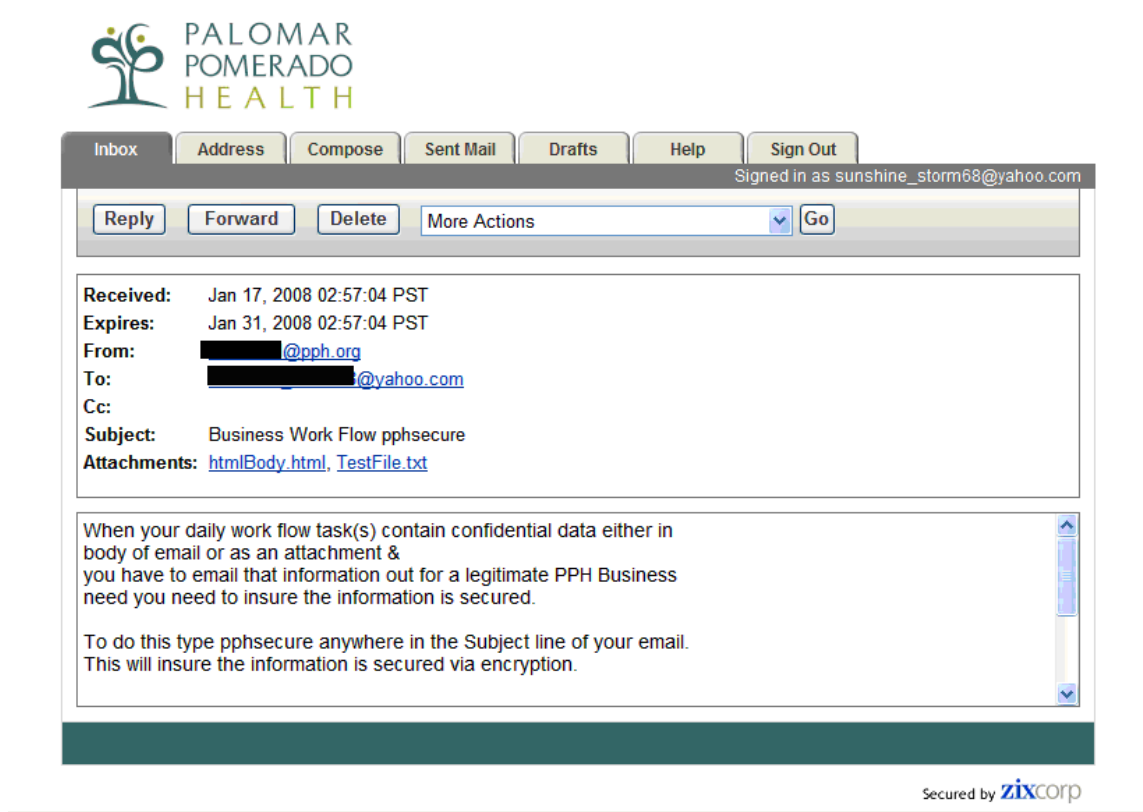 PALOMAR
POMERADO
HEALTH
Inbox Address Compose Sent Mail Drafts Help Sign Out
Signed in as sunshine_storm68@yahoo.com
Reply Forward Delete More Actions Go
Received: Jan 17, 2008 02:57:04 PST
Expires: Jan 31, 2008 02:57:04 PST
From: @pph.org
To: @yahoo.com
Cc:
Subject: Business Work Flow pphsecure
Attachments: htmlBody.html, TestFile.txt
When your daily work flow task(s) contain confidential data either in
body of email or as an attachment &
you have to email that information out for a legitimate PPH Business
need you need to insure the information is secured.
To do this type pphsecure anywhere in the Subject line of your email.
This will insure the information is secured via encryption.
Secured by zixcorp